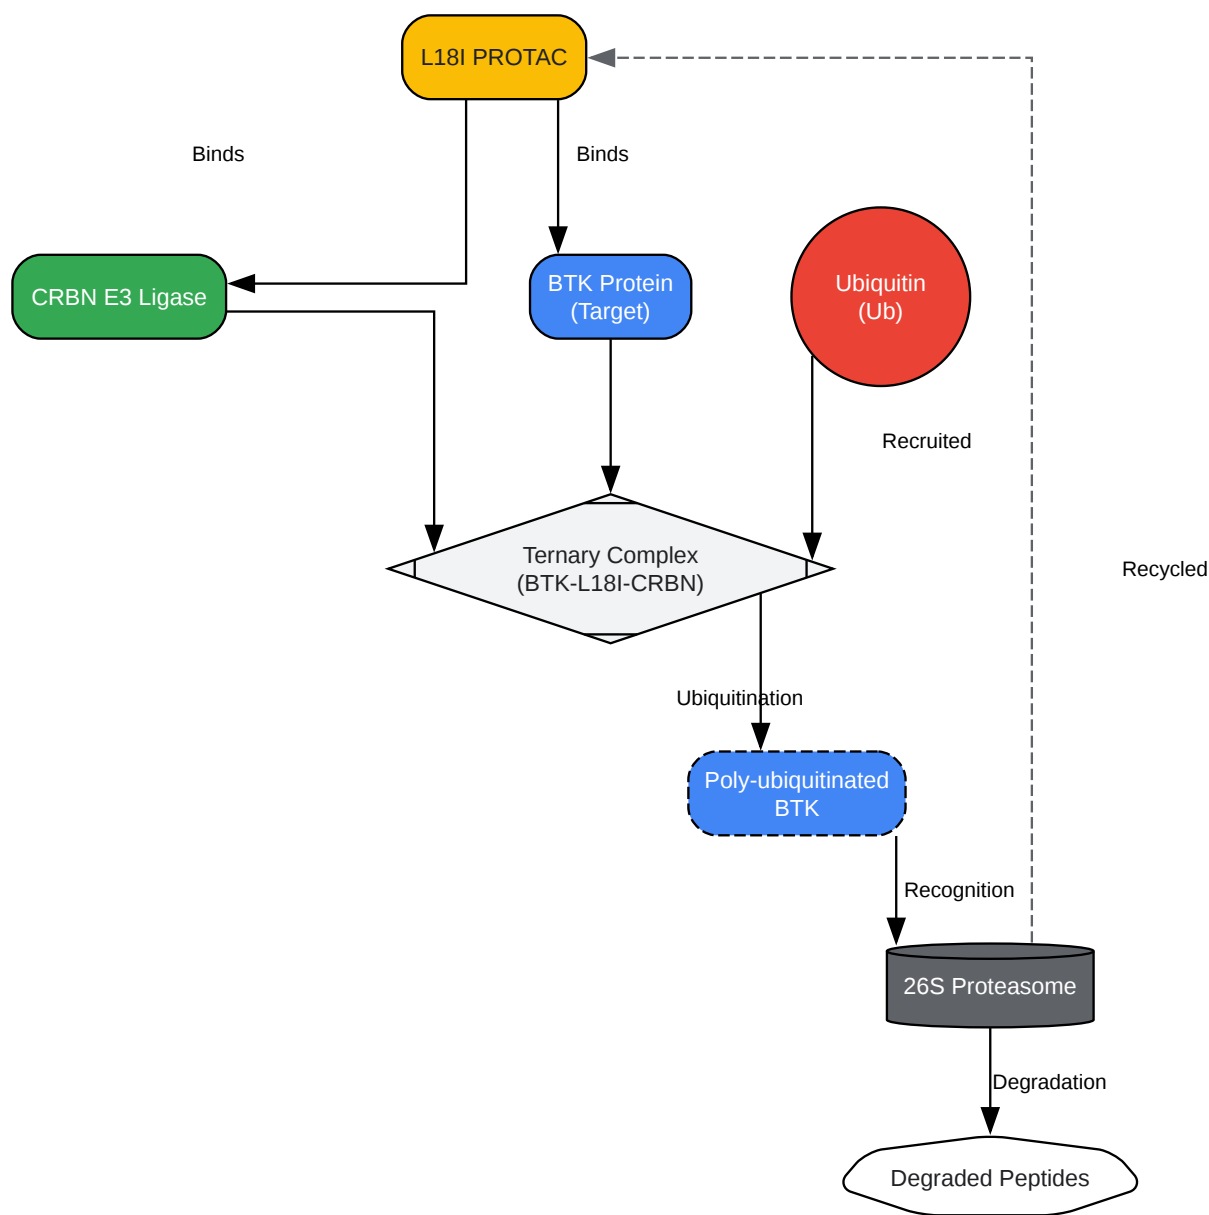 L18I PROTAC
Binds
Binds
CRBN E3 Ligase
BTK Protein
(Target)
Ubiquitin
(Ub)
Recruited
Ternary Complex
(BTK-L18I-CRBN)
Recycled
Ubiquitination
Poly-ubiquitinated
BTK
Recognition
26S Proteasome
Degradation
Degraded Peptides